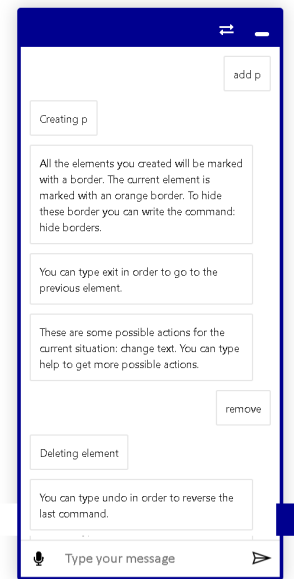 add p
Creating p
All the elements you created will be marked
with a border. The current element is
marked with an orange border. To hide
these border you can write the command:
hide borders.
You can type exit in order to go to the
previous element.
These are some possible actions for the
current situation: change text. You can type
help to get more possible actions.
remove
Deleting element
You can type undo in order to reverse the
last command.
Type your message